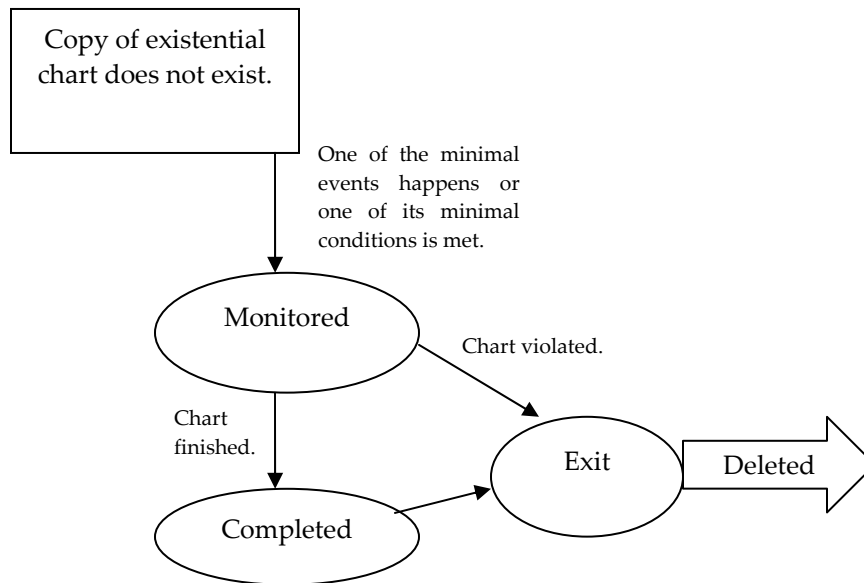 Copy of existential
chart does not exist.
One of the minimal
events happens or
one of its minimal
conditions is met.
Monitored
Chart violated.
Chart
finished.
Exit
Deleted
Completed